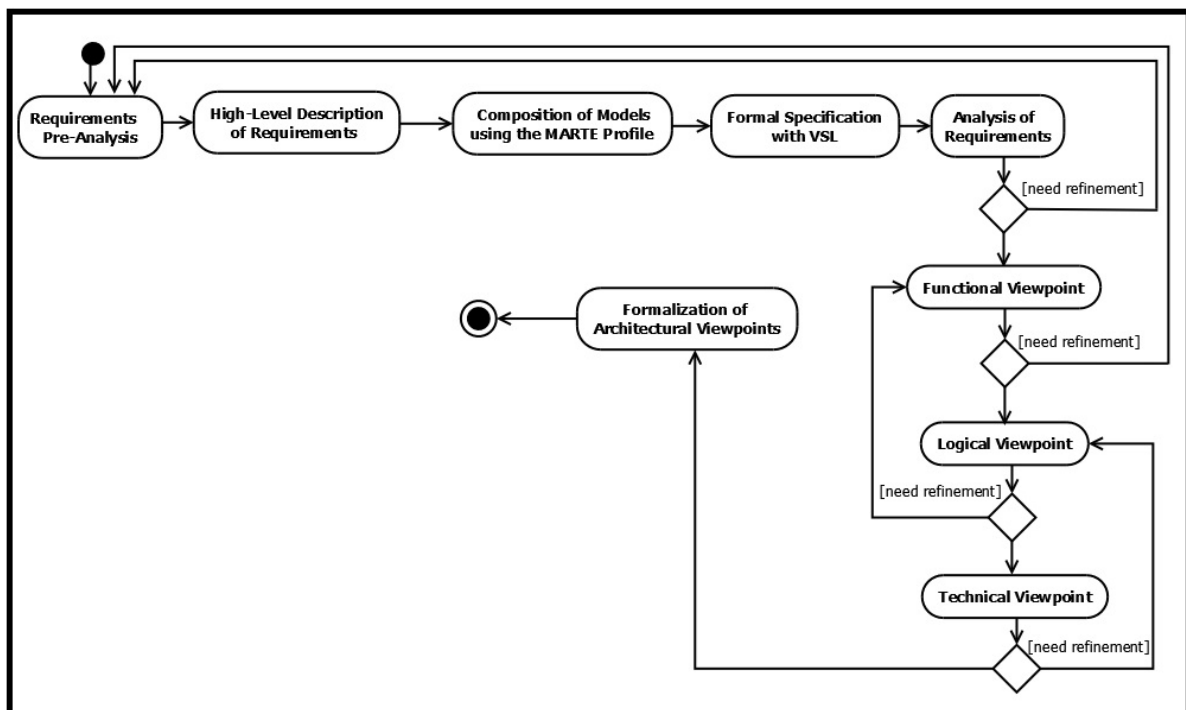 Requirements
Pre-Analysis
High-Level Description
of Requirements
Composition of Models
using the MARTE Profile
Formal Specification
with VSL
Analysis of
Requirements
[need refinement]
Functional Viewpoint
Formalization of
Architectural Viewpoints
[need refinement]
Logical Viewpoint
[need refinement]
Technical Viewpoint
[need refinement]